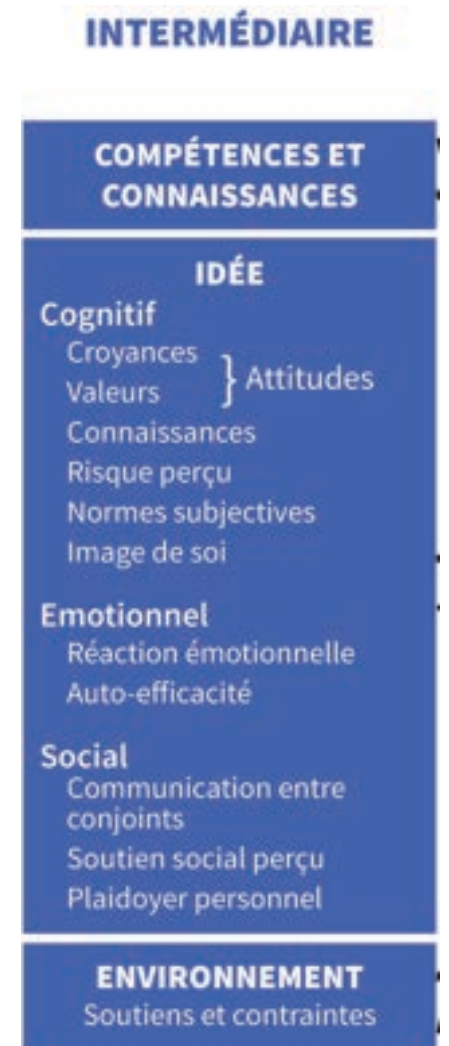 INTERMÉDIAIRE
COMPÉTENCES ET
CONNAISSANCES
IDÉE
Cognitif
Croyances
Valeurs
} Attitudes
Connaissances
Risque perçu
Normes subjectives
Image de soi
Emotionnel
Réaction émotionnelle
Auto-efficacité
Social
Communication entre
conjoints
Soutien social perçu
Plaidoyer personnel
ENVIRONNEMENT
Soutiens et contraintes